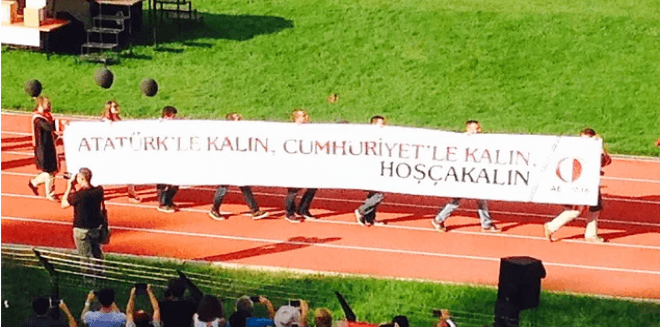 ATATÜRK'LE KALIN, CUMHURİYET'LE KALIN,
HOŞÇAKALIN